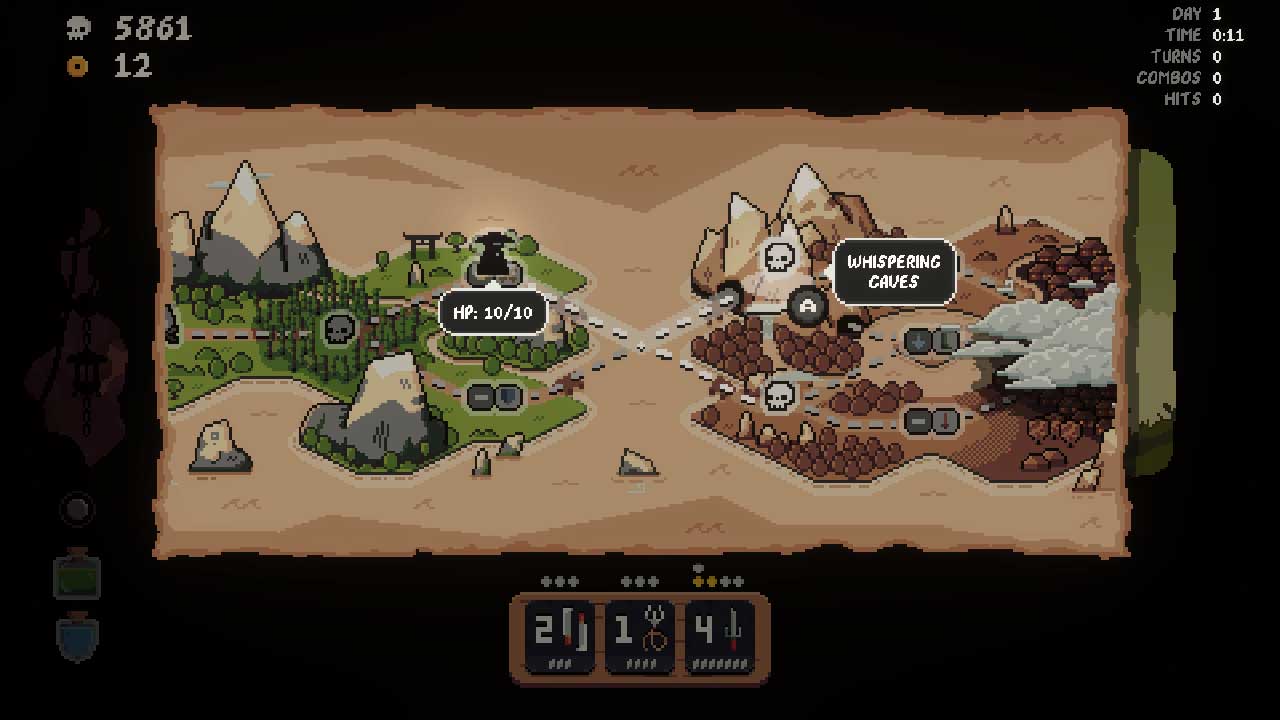 5861
12
DAY 1
TIME 0:11
TURNS 0
COMBOS 0
HITS 0
WHISPERING
CAVES
A
HP: 10/10
2 1 4